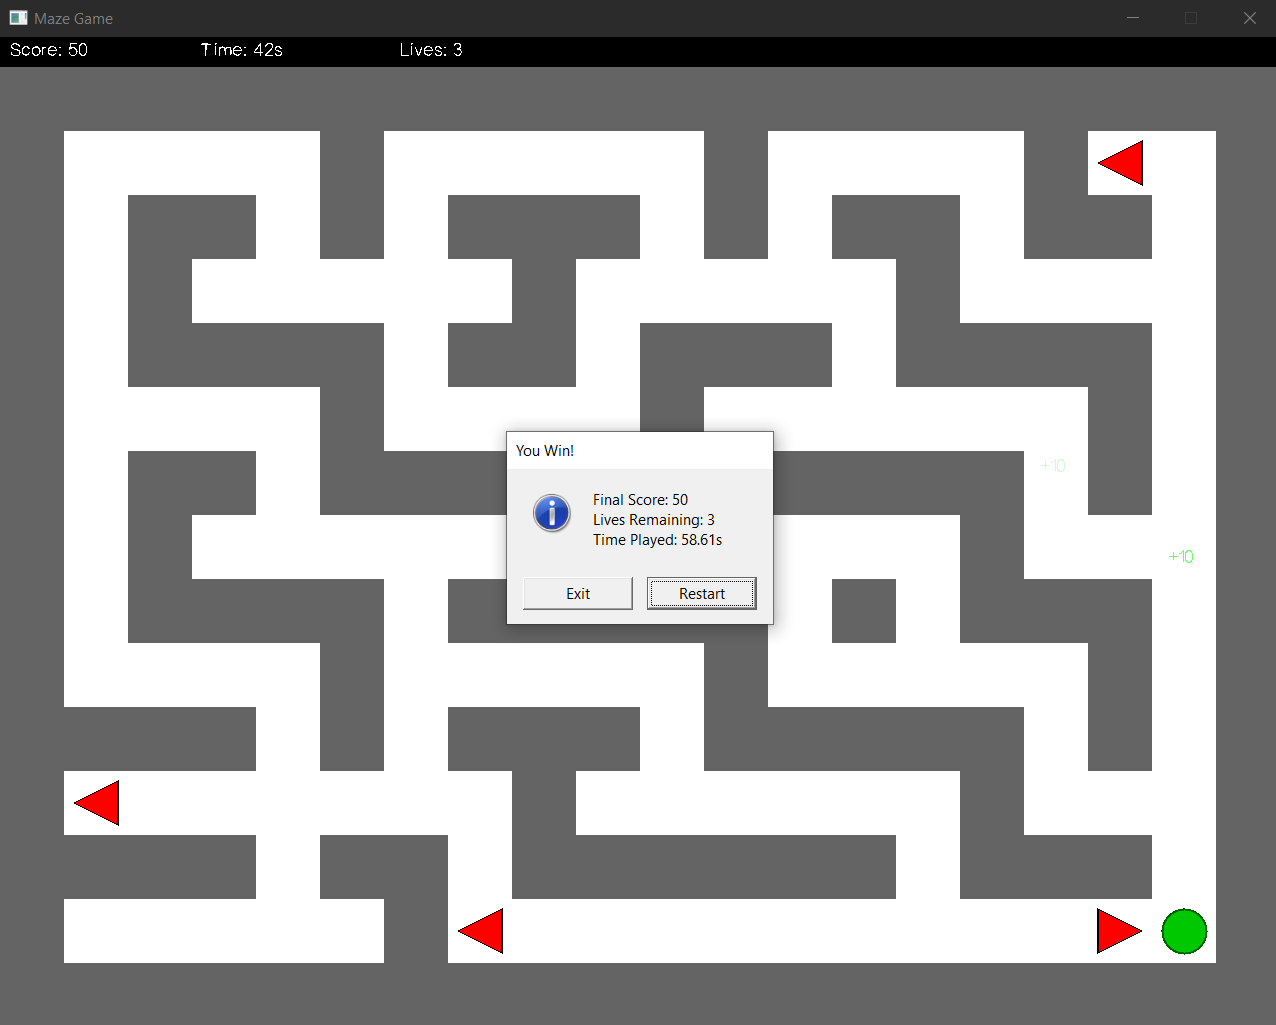 Maze Game
Score: 50 Time: 42s Lives: 3
+10
+10
You Win!
Final Score: 50
Lives Remaining: 3
Time Played: 58.61s
Exit Restart